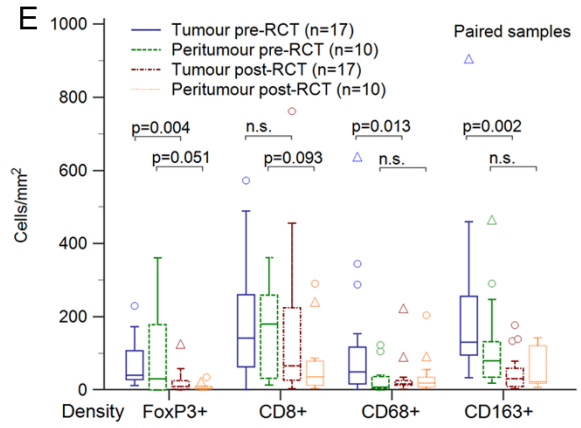 E
Tumour pre-RCT (n=17)
Peritumour pre-RCT (n=10)
Tumour post-RCT (n=17)
Peritumour post-RCT (n=10)
Paired samples
Cells/mm²
1000
800
600
400
200
0
p=0.004
n.s.
p=0.013
p=0.002
p=0.051
p=0.093
n.s.
n.s.
Density FoxP3+ CD8+ CD68+ CD163+